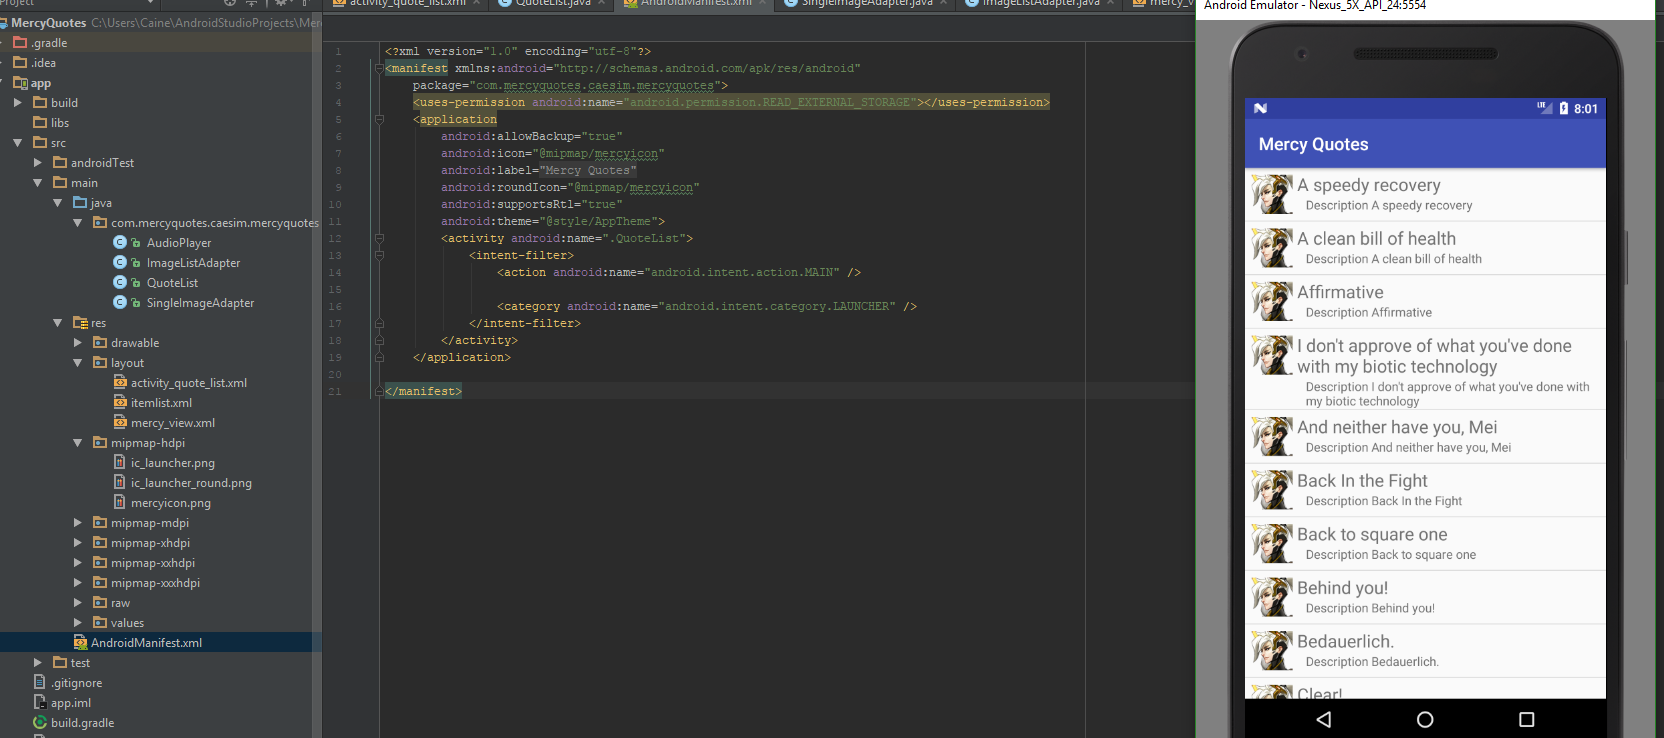 Project
MercyQuotes C:\Users\Caine\AndroidStudioProjects\Mer
.gradle
.idea
app
build
libs
src
androidTest
main
java
com.mercyquotes.caesim.mercyquotes
AudioPlayer
ImageListAdapter
QuoteList
SingleImageAdapter
res
drawable
layout
activity_quote_list.xml
itemlist.xml
mercy_view.xml
mipmap-hdpi
ic_launcher.png
ic_launcher_round.png
mercyicon.png
mipmap-mdpi
mipmap-xhdpi
mipmap-xxhdpi
mipmap-xxxhdpi
raw
values
AndroidManifest.xml
test
.gitignore
app.iml
build.gradle
activity_quote_list.xml QuoteList.java AndroidManifest.xml SingleImageAdapter.java ImageListAdapter.java mercy_v
1 <?xml version="1.0" encoding="utf-8"?>
2 <manifest xmlns:android="http://schemas.android.com/apk/res/android"
3 package="com.mercyquotes.caesim.mercyquotes">
4 <uses-permission android:name="android.permission.READ_EXTERNAL_STORAGE"></uses-permission>
5 <application
6 android:allowBackup="true"
7 android:icon="@mipmap/mercyicon"
8 android:label="Mercy Quotes"
9 android:roundIcon="@mipmap/mercyicon"
10 android:supportsRtl="true"
11 android:theme="@style/AppTheme">
12 <activity android:name=".QuoteList">
13 <intent-filter>
14 <action android:name="android.intent.action.MAIN" />
15
16 <category android:name="android.intent.category.LAUNCHER" />
17 </intent-filter>
18 </activity>
19 </application>
20
21 </manifest>
Android Emulator - Nexus_5X_API_24:5554
LTE 8:01
Mercy Quotes
A speedy recovery
Description A speedy recovery
A clean bill of health
Description A clean bill of health
Affirmative
Description Affirmative
I don't approve of what you've done
with my biotic technology
Description I don't approve of what you've done with
my biotic technology
And neither have you, Mei
Description And neither have you, Mei
Back In the Fight
Description Back In the Fight
Back to square one
Description Back to square one
Behind you!
Description Behind you!
Bedauerlich.
Description Bedauerlich.
Clear!